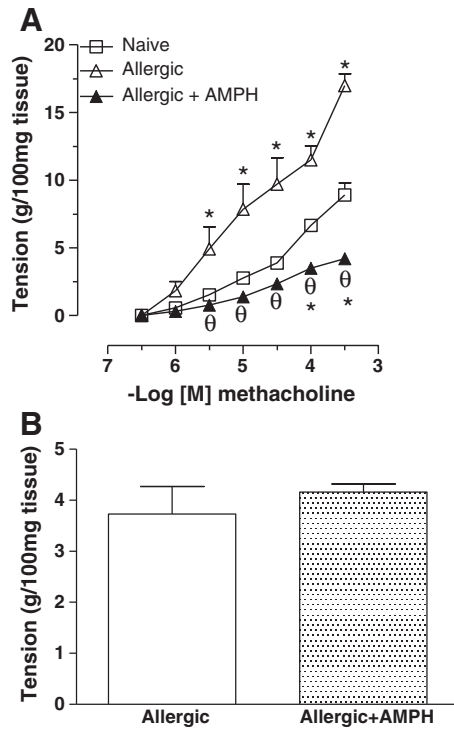 A
20
15
10
5
0
Tension (g/100mg tissue)
Naive
Allergic
Allergic + AMPH
*
*
*
*
*
*
θ
θ
θ
θ
θ
*
*
7
6
5
4
3
-Log [M] methacholine
B
5
4
3
2
1
0
Tension (g/100mg tissue)
Allergic
Allergic+AMPH